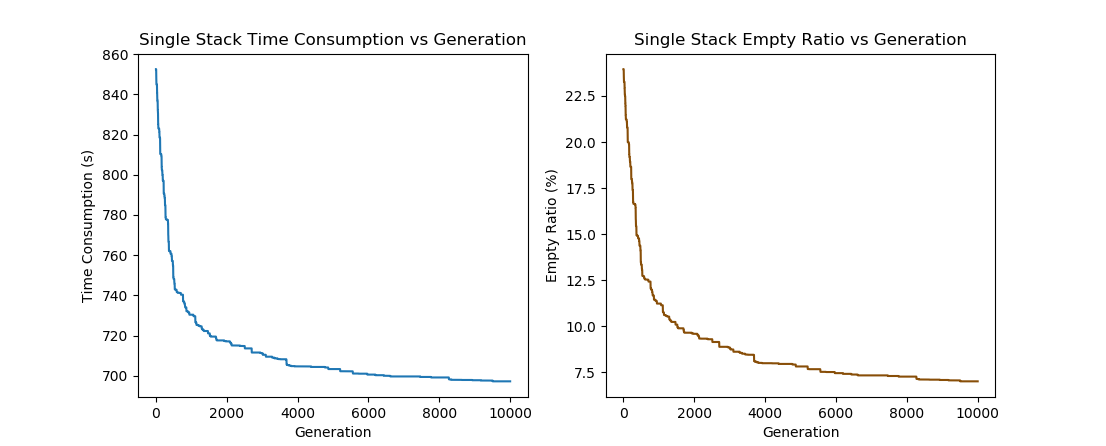 Single Stack Time Consumption vs Generation
860
840
820
800
780
760
740
720
700
Time Consumption (s)
0 2000 4000 6000 8000 10000
Generation
Single Stack Empty Ratio vs Generation
22.5
20.0
17.5
15.0
12.5
10.0
7.5
Empty Ratio (%)
0 2000 4000 6000 8000 10000
Generation